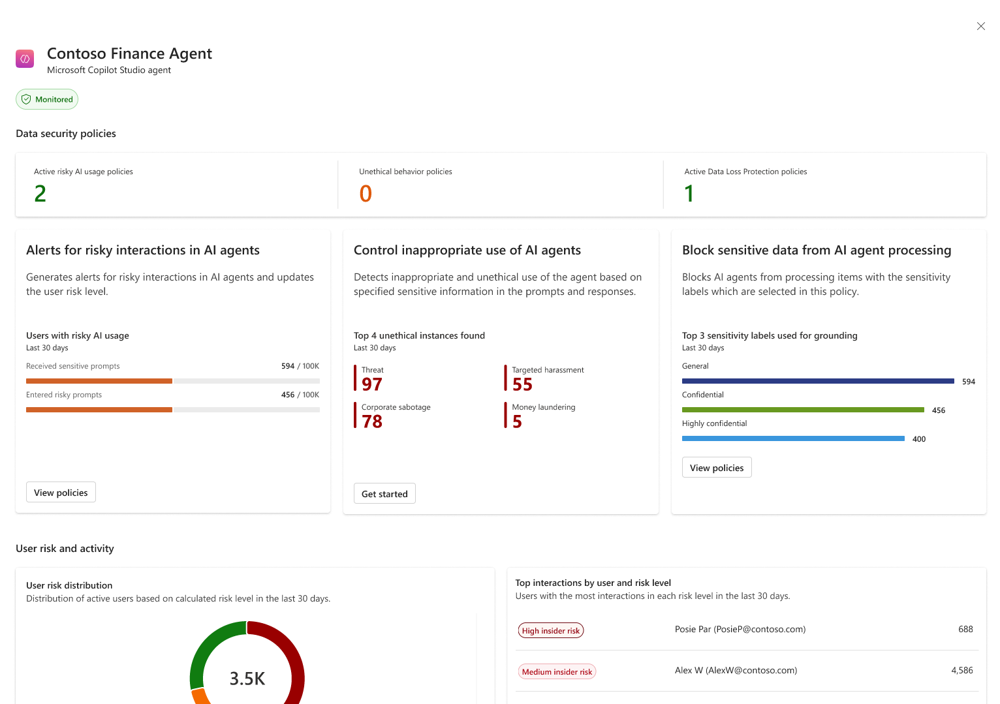 Contoso Finance Agent
Microsoft Copilot Studio agent
Monitored
Data security policies
Active risky AI usage policies
2
Unethical behavior policies
0
Active Data Loss Protection policies
1
Alerts for risky interactions in AI agents
Generates alerts for risky interactions in AI agents and updates
the user risk level.
Users with risky AI usage
Last 30 days
Received sensitive prompts 594 / 100K
Entered risky prompts 456 / 100K
View policies
Control inappropriate use of AI agents
Detects inappropriate and unethical use of the agent based on
specified sensitive information in the prompts and responses.
Top 4 unethical instances found
Last 30 days
Threat
97
Targeted harassment
55
Corporate sabotage
78
Money laundering
5
Get started
Block sensitive data from AI agent processing
Blocks AI agents from processing items with the sensitivity
labels which are selected in this policy.
Top 3 sensitivity labels used for grounding
Last 30 days
General
594
Confidential
456
Highly confidential
400
View policies
User risk and activity
User risk distribution
Distribution of active users based on calculated risk level in the last 30 days.
3.5K
Top interactions by user and risk level
Users with the most interactions in each risk level in the last 30 days.
High insider risk Posie Par (PosieP@contoso.com) 688
Medium insider risk Alex W (AlexW@contoso.com) 4,586